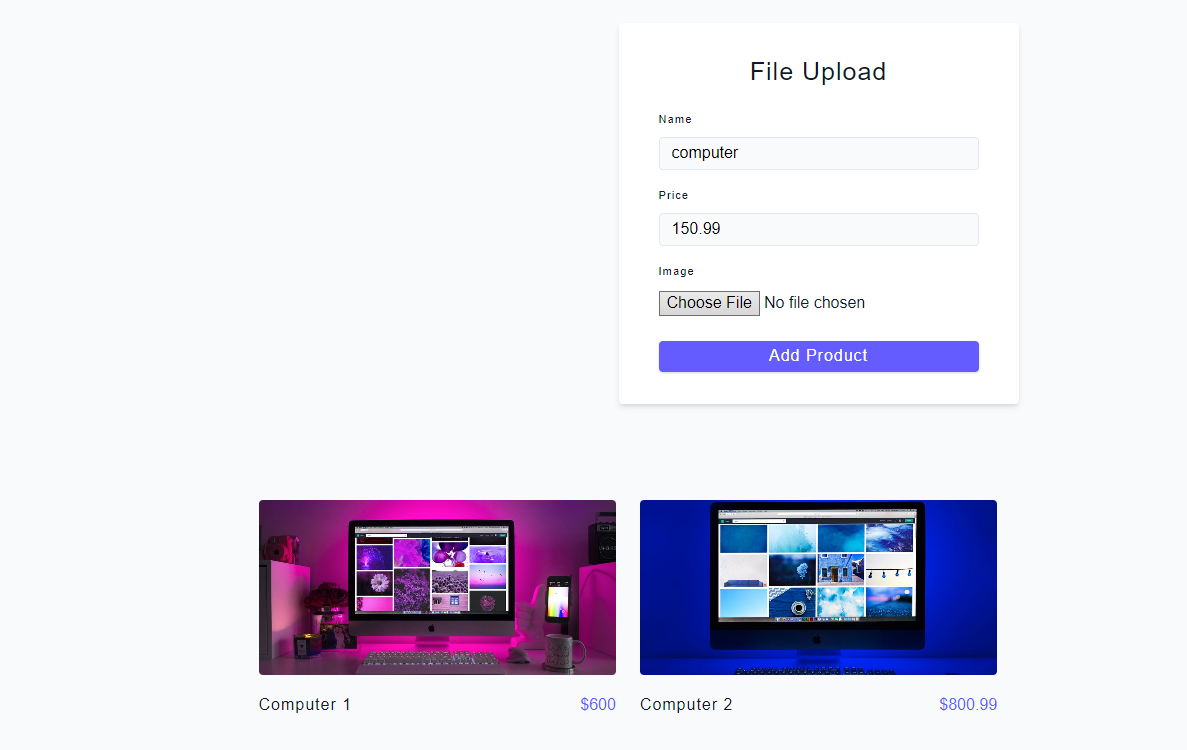 File Upload
Name
computer
Price
150.99
Image
Choose File No file chosen
Add Product
Computer 1 $600 Computer 2 $800.99